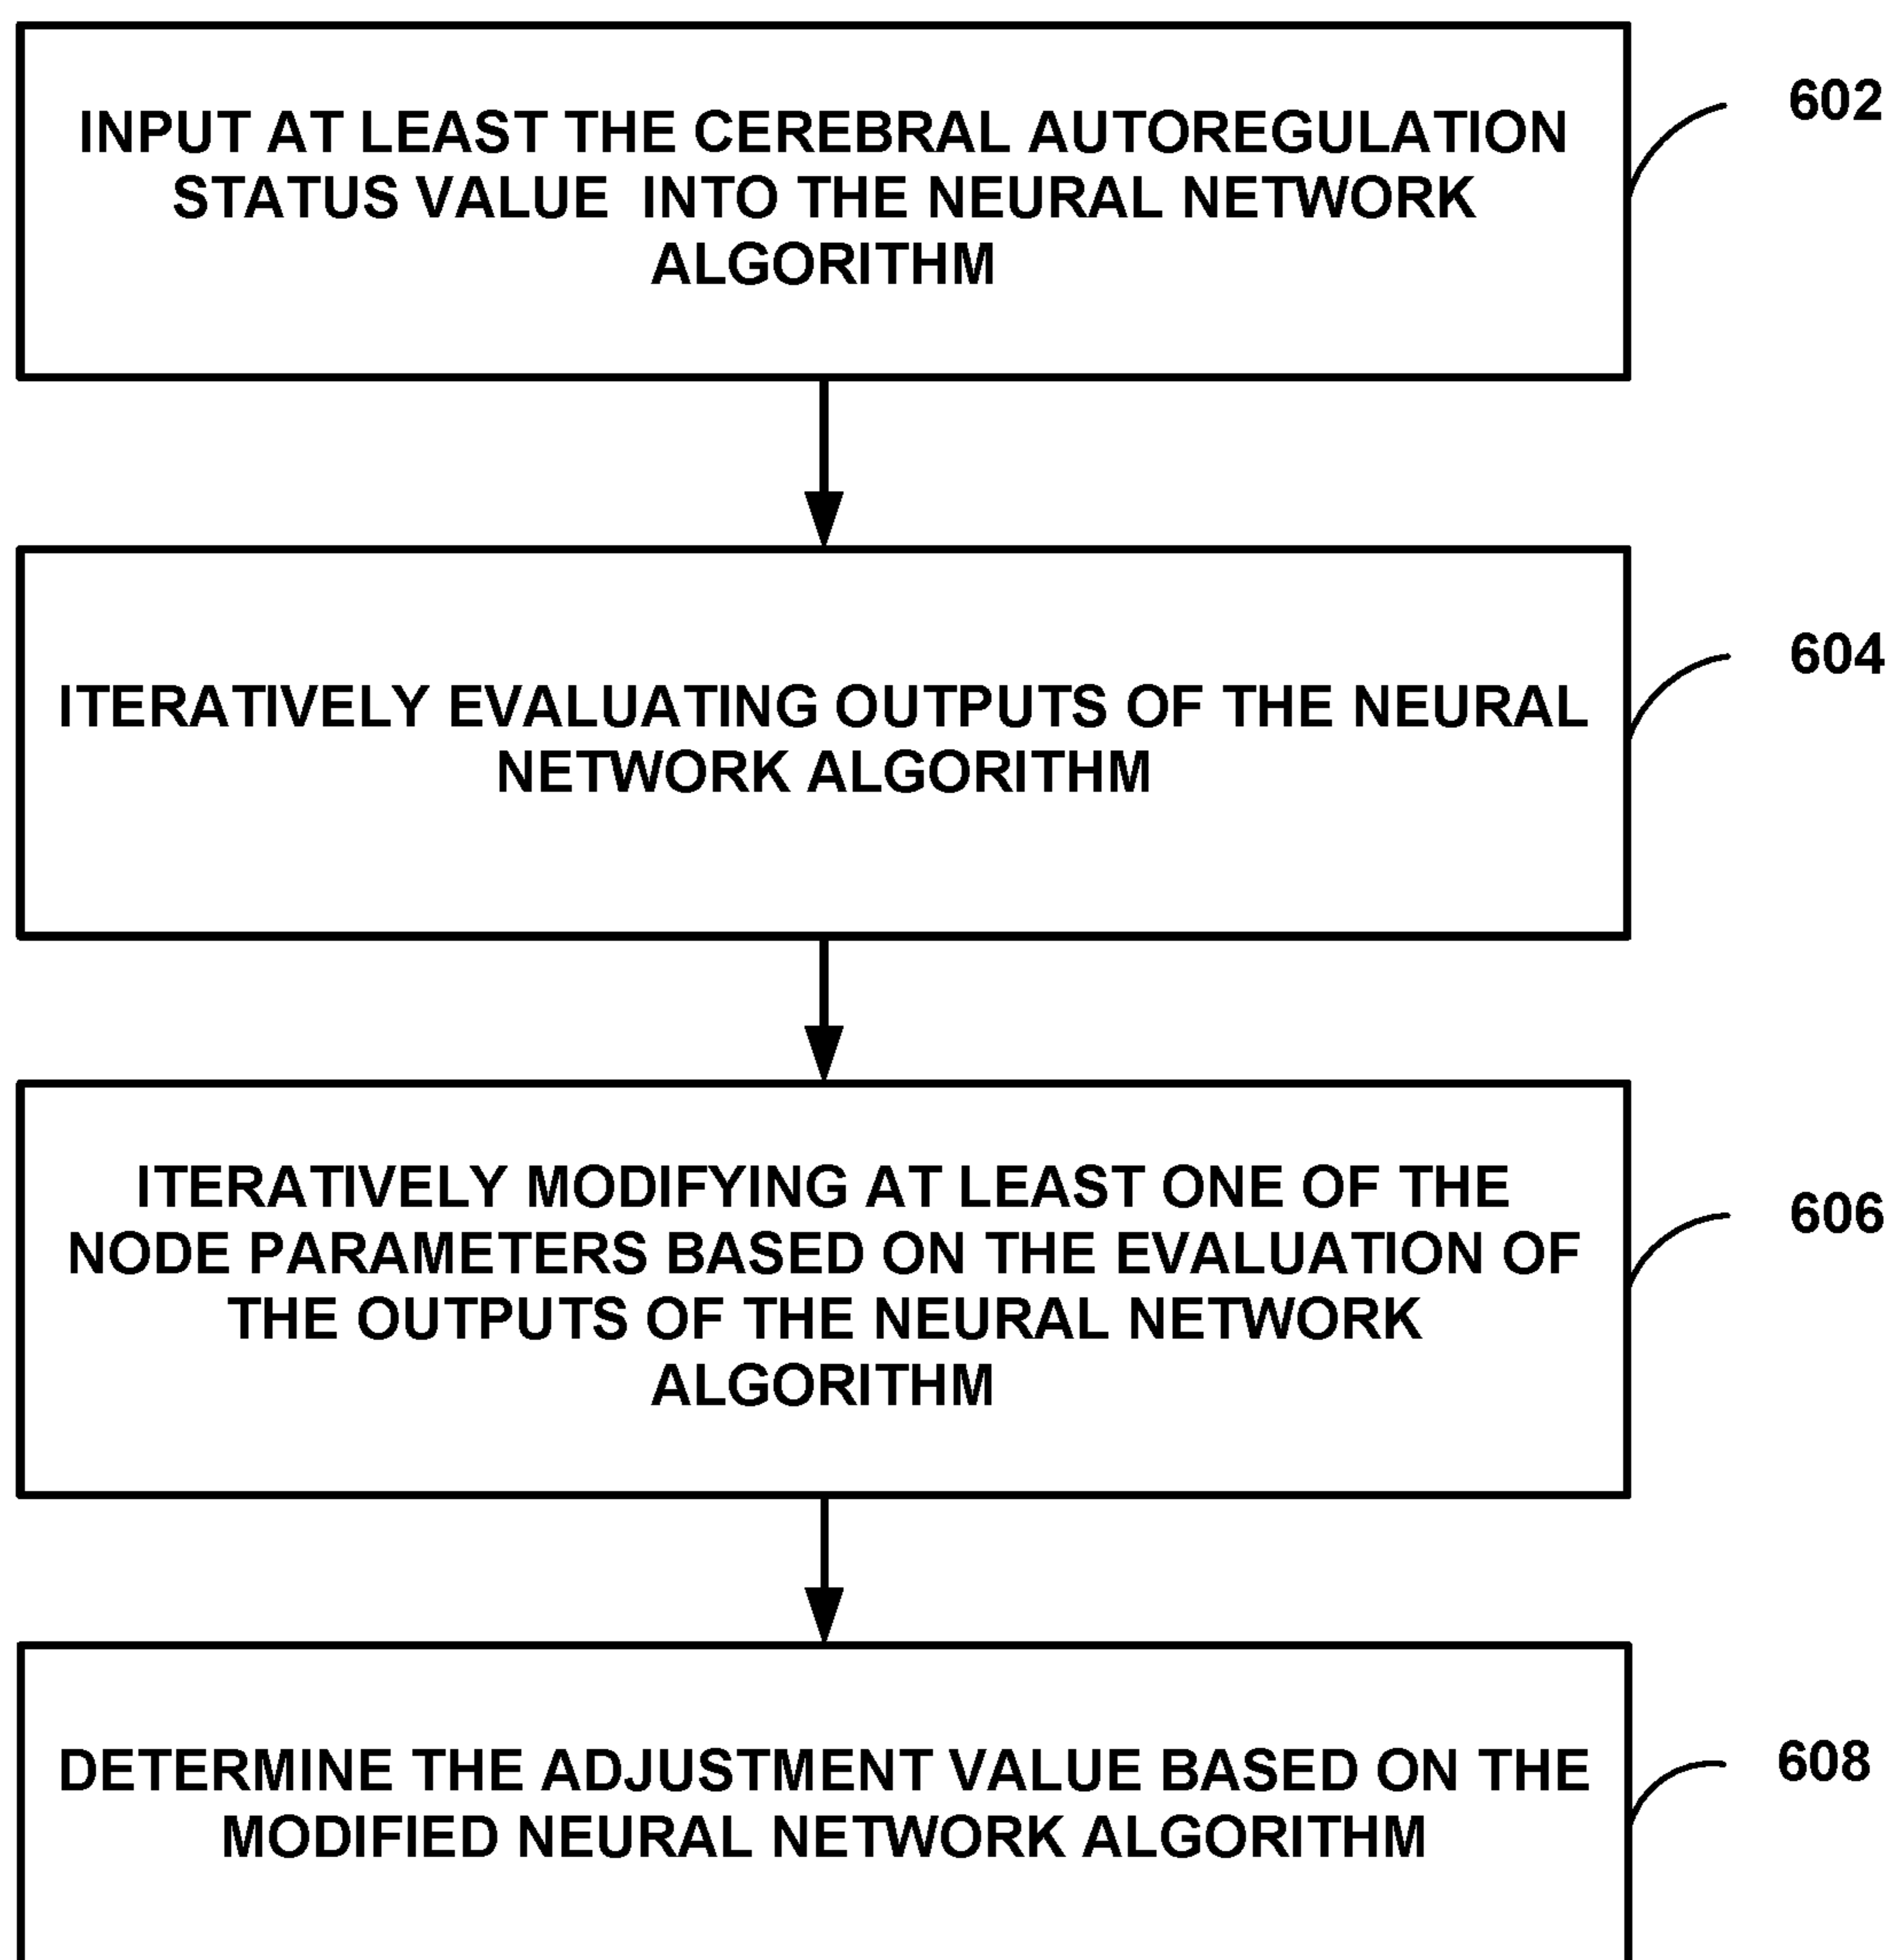 INPUT AT LEAST THE CEREBRAL AUTOREGULATION
STATUS VALUE INTO THE NEURAL NETWORK
ALGORITHM
602
ITERATIVELY EVALUATING OUTPUTS OF THE NEURAL
NETWORK ALGORITHM
604
ITERATIVELY MODIFYING AT LEAST ONE OF THE
NODE PARAMETERS BASED ON THE EVALUATION OF
THE OUTPUTS OF THE NEURAL NETWORK
ALGORITHM
606
DETERMINE THE ADJUSTMENT VALUE BASED ON THE
MODIFIED NEURAL NETWORK ALGORITHM
608